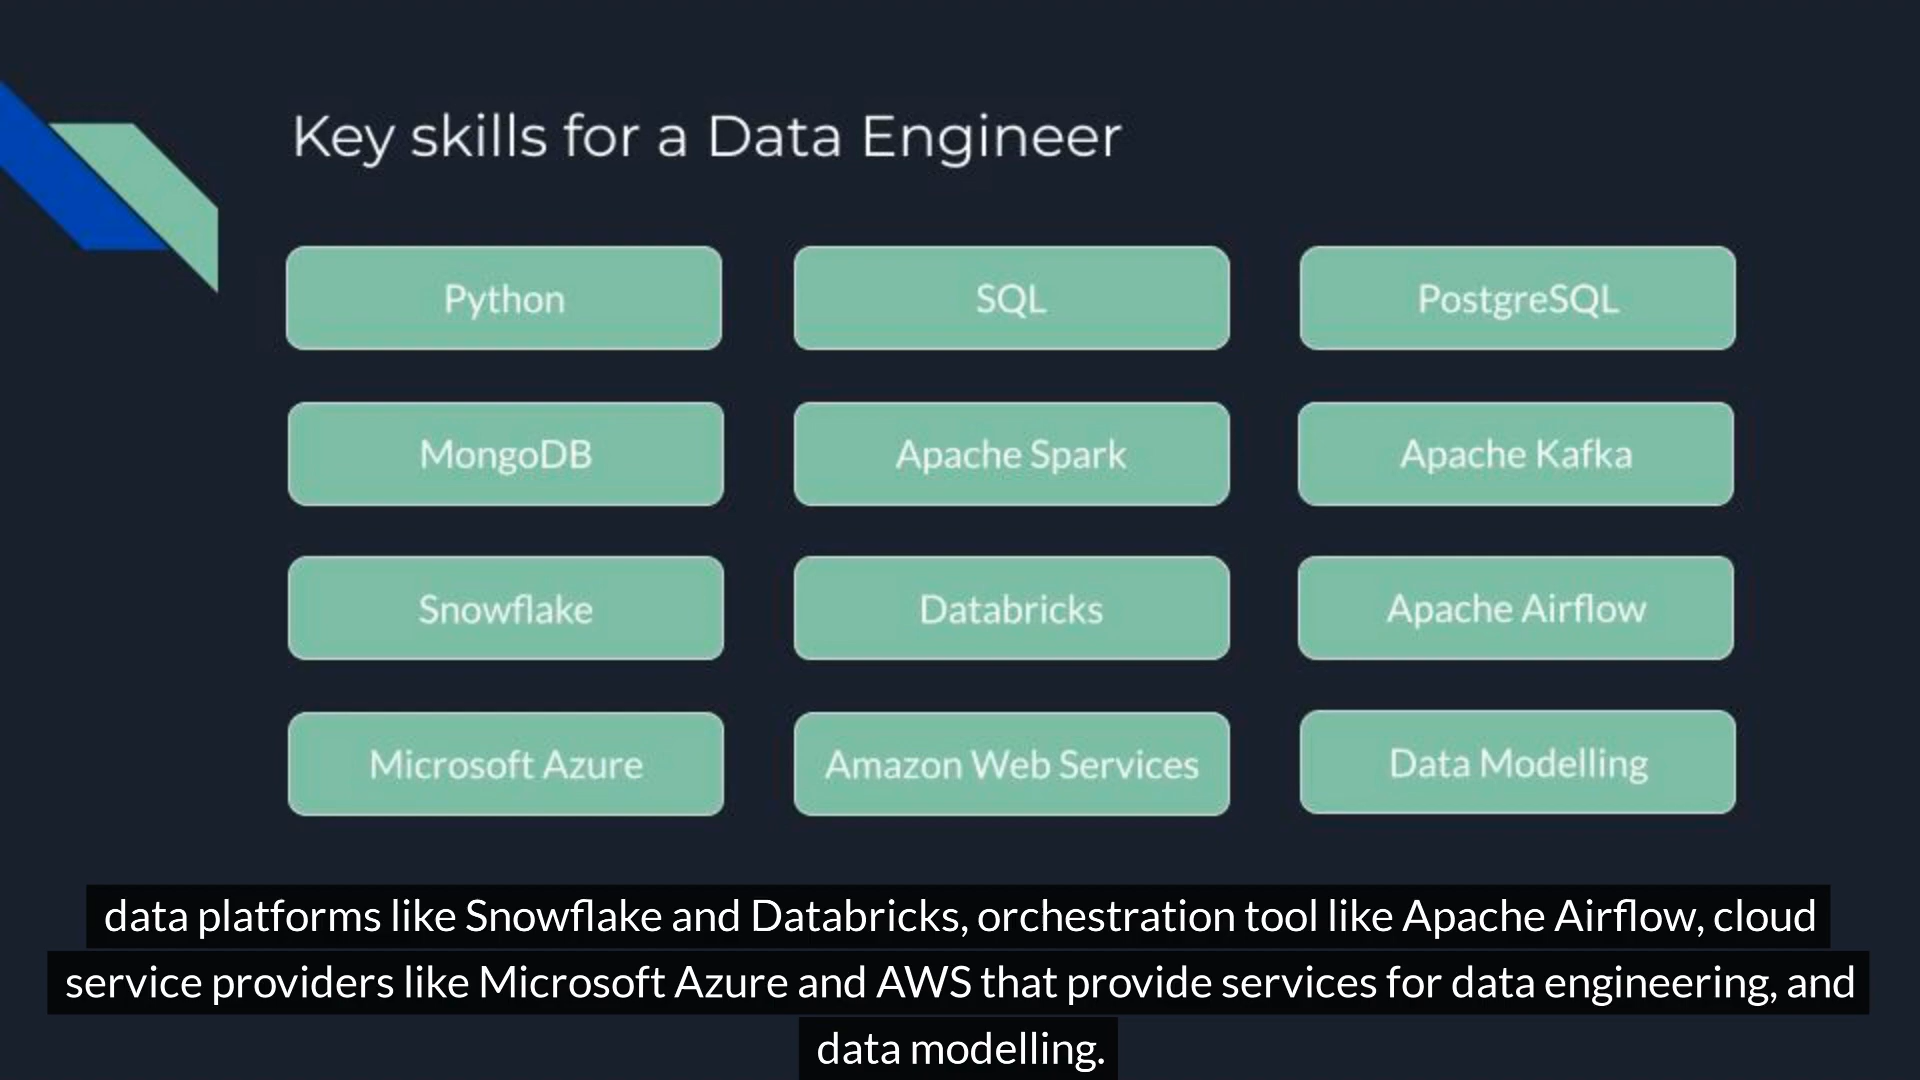 Key skills for a Data Engineer
Python
SQL
PostgreSQL
MongoDB
Apache Spark
Apache Kafka
Snowflake
Databricks
Apache Airflow
Microsoft Azure
Amazon Web Services
Data Modelling
data platforms like Snowflake and Databricks, orchestration tool like Apache Airflow, cloud
service providers like Microsoft Azure and AWS that provide services for data engineering, and
data modelling.